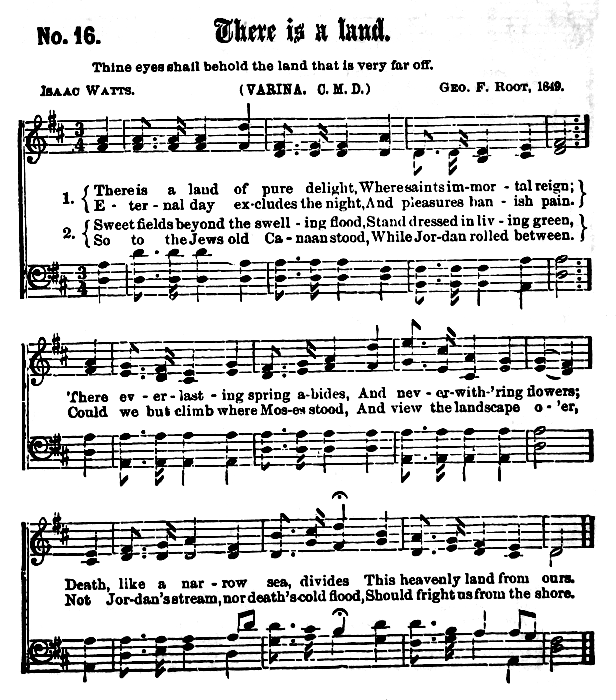 No. 16. There is a land.
Thine eyes shall behold the land that is very far off.
ISAAC WATTS. (VARINA. C. M. D.) GEO. F. ROOT, 1849.
3 4
1. { There is a land of pure delight, Where saints im-mor - tal reign; }
{ E - ter - nal day ex-cludes the night, And pleasures ban - ish pain. }
2. { Sweet fields beyond the swell - ing flood, Stand dressed in liv - ing green, }
{ So to the Jews old Ca - naan stood, While Jor-dan rolled between. }
3 4
There ev - er - last - ing spring a-bides, And nev - er-with-'ring flowers;
Could we but climb where Mos-es stood, And view the landscape o - 'er,
Death, like a nar - row sea, divides This heavenly land from ours.
Not Jor-dan's stream, nor death's cold flood, Should fright us from the shore.